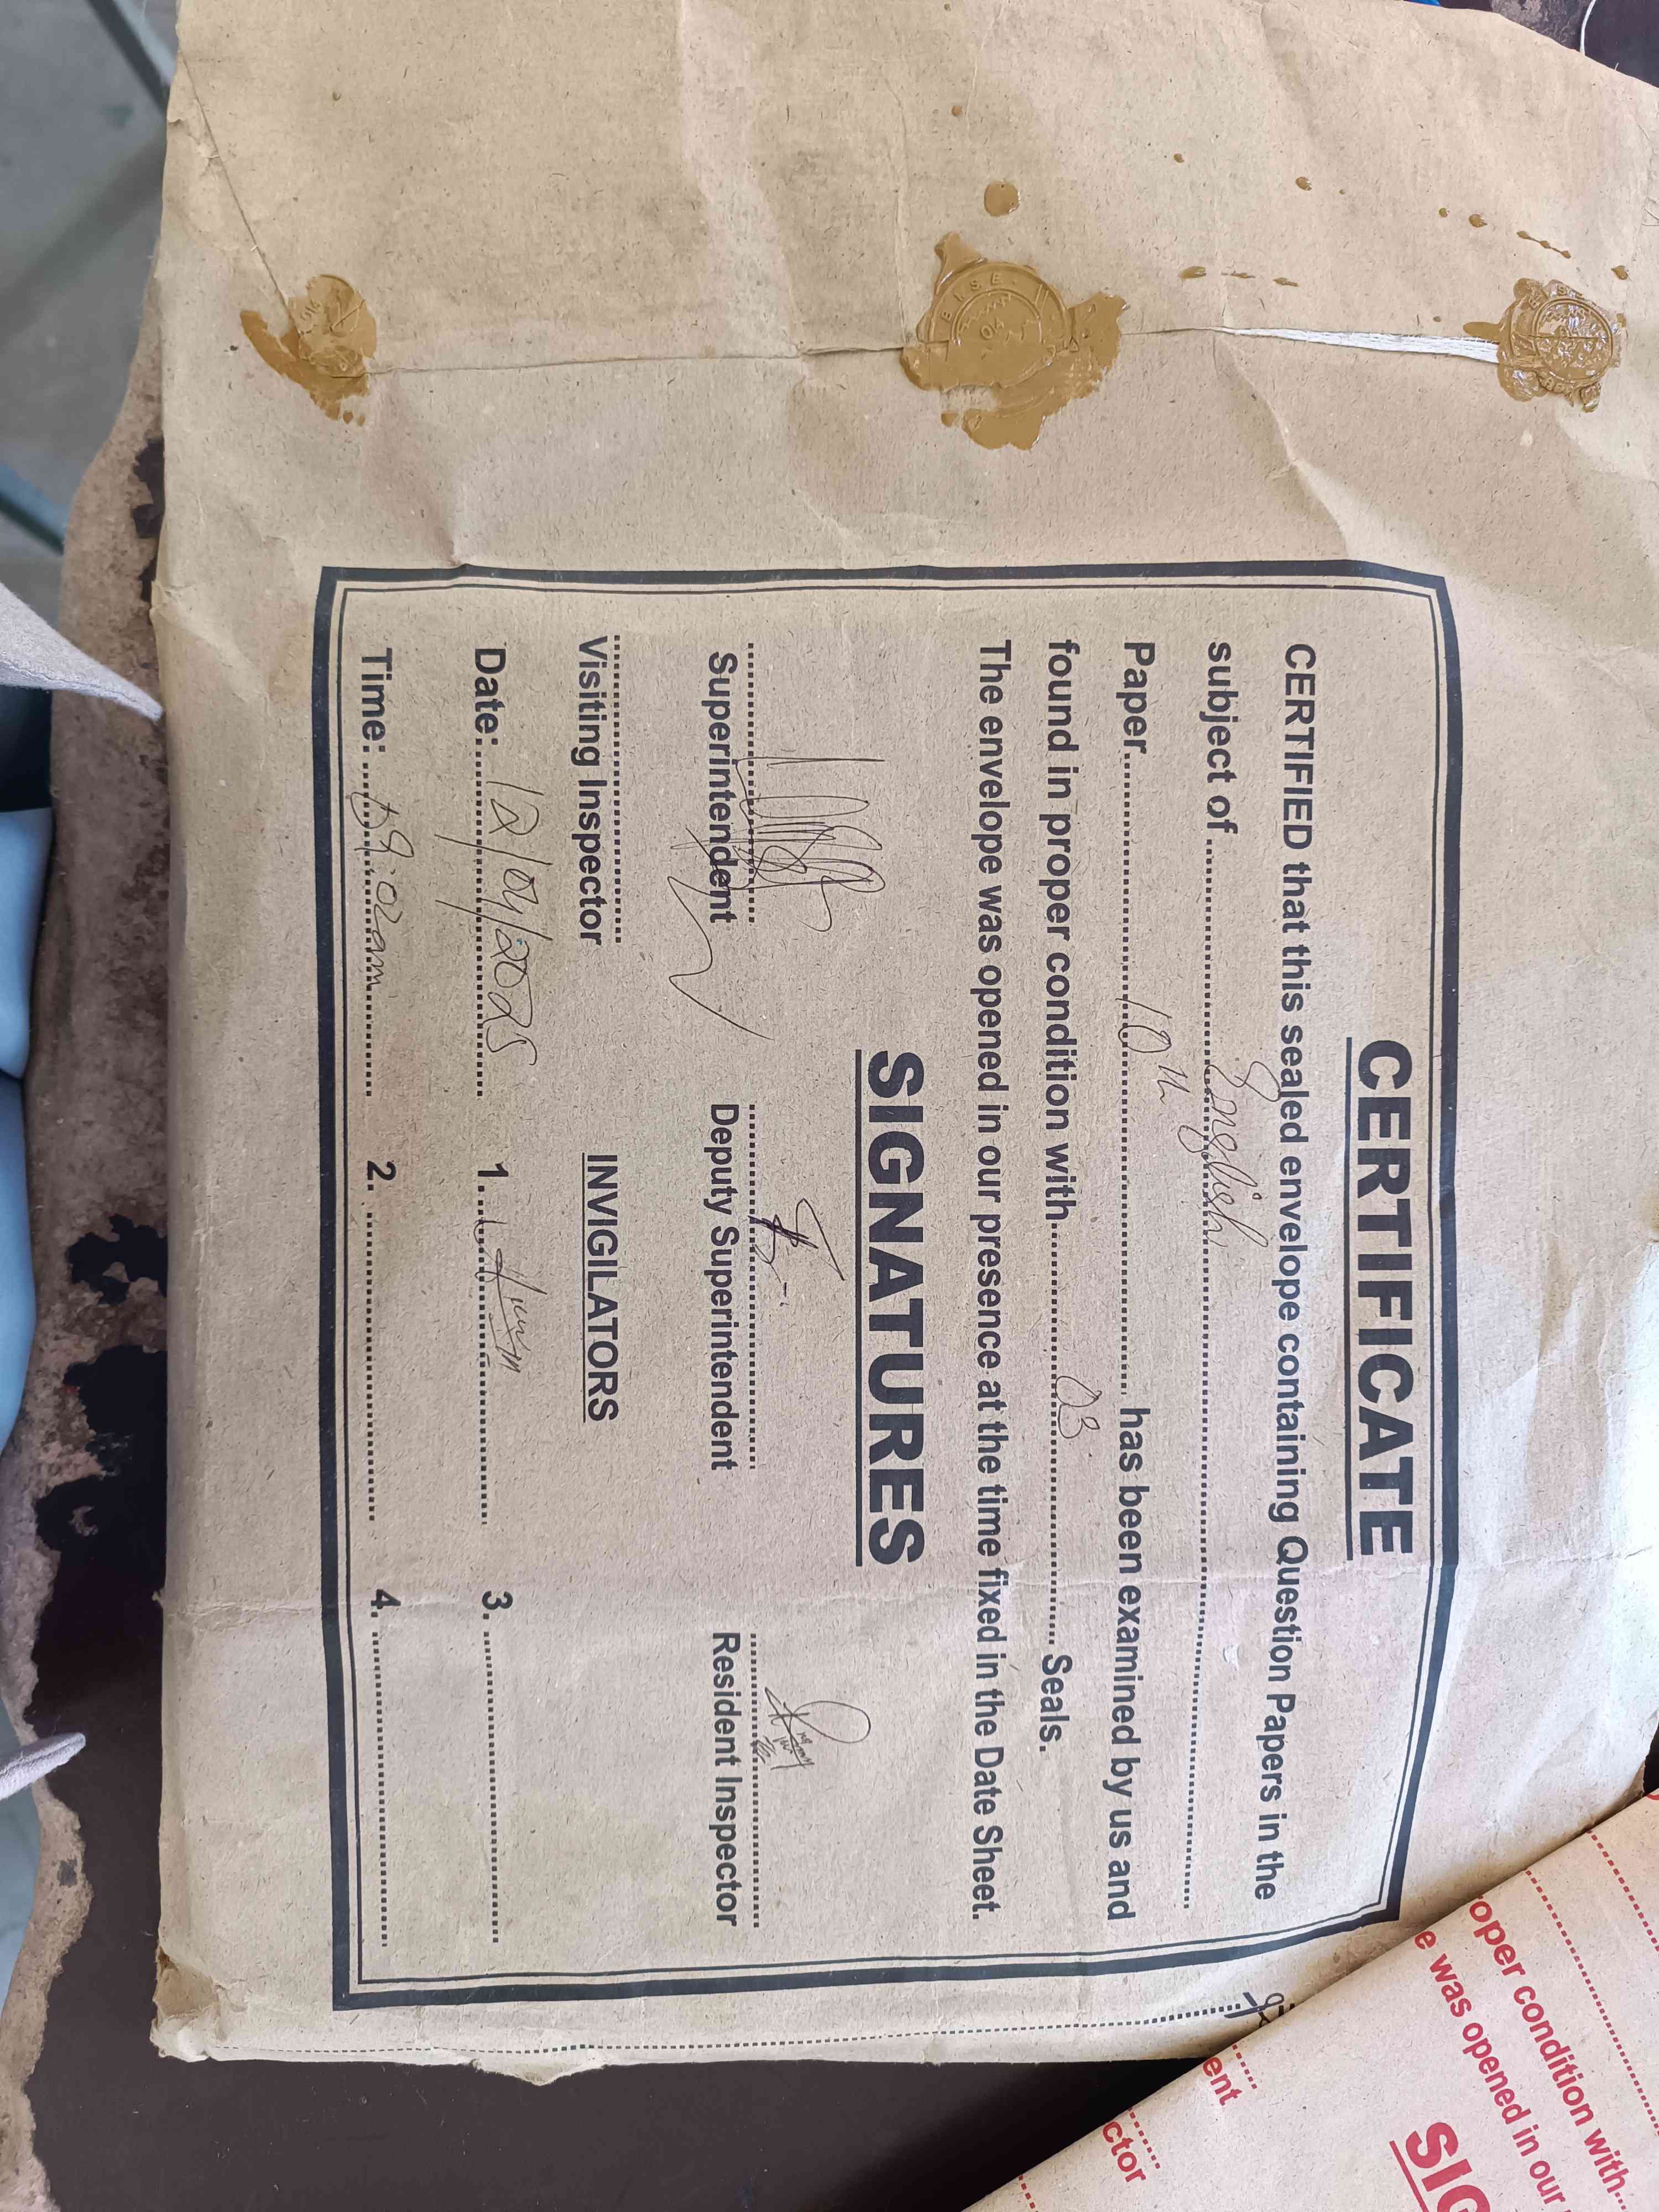 CERTIFICATE
CERTIFIED that this sealed envelope containing Question Papers in the
subject of ............ English ............
Paper ............ 10th ............ has been examined by us and
found in proper condition with ............ 03 ............ Seals.
The envelope was opened in our presence at the time fixed in the Date Sheet.
SIGNATURES
Superintendent Deputy Superintendent Resident Inspector
Visiting Inspector INVIGILATORS
Date: 12/04/2025 1. ............ 3. ............
Time: 09:02am 2. ............ 4. ............
B.I.S.E.
oper condition with...
e was opened in our
SIG
ent
ctor